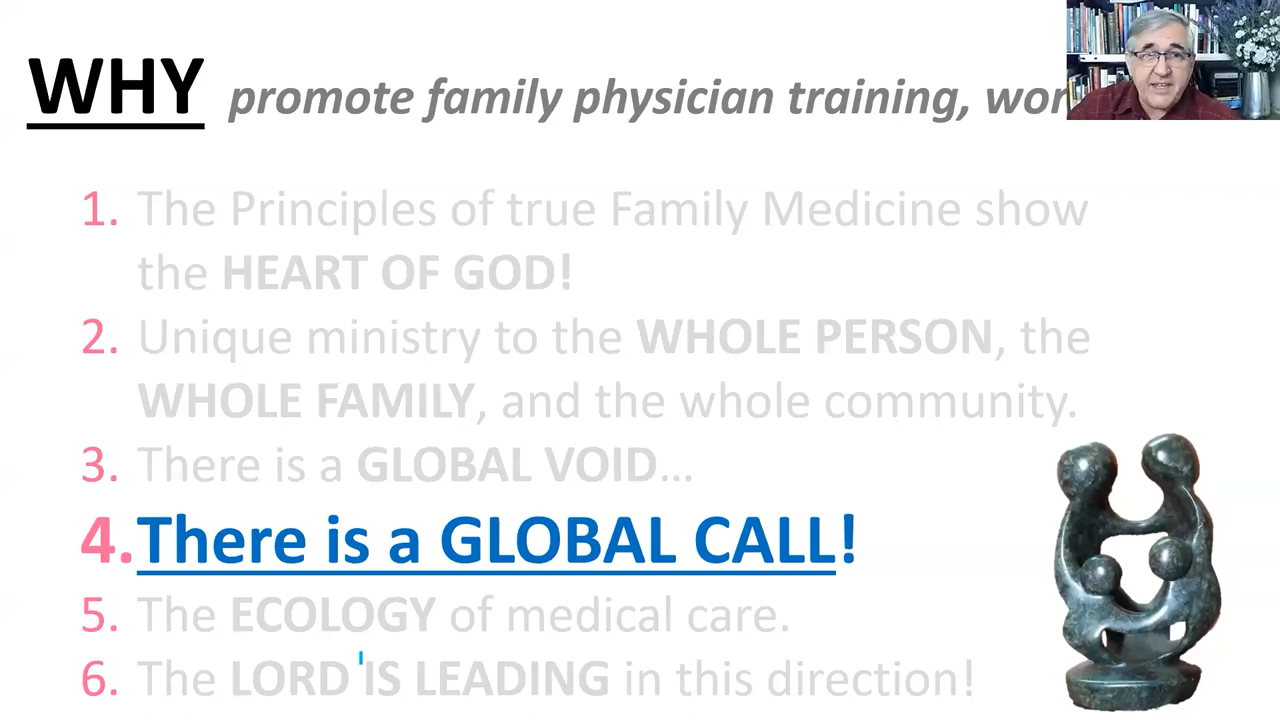 WHY promote family physician training, wor
1. The Principles of true Family Medicine show
the HEART OF GOD!
2. Unique ministry to the WHOLE PERSON, the
WHOLE FAMILY, and the whole community.
3. There is a GLOBAL VOID...
4. There is a GLOBAL CALL!
5. The ECOLOGY of medical care.
6. The LORD IS LEADING in this direction!